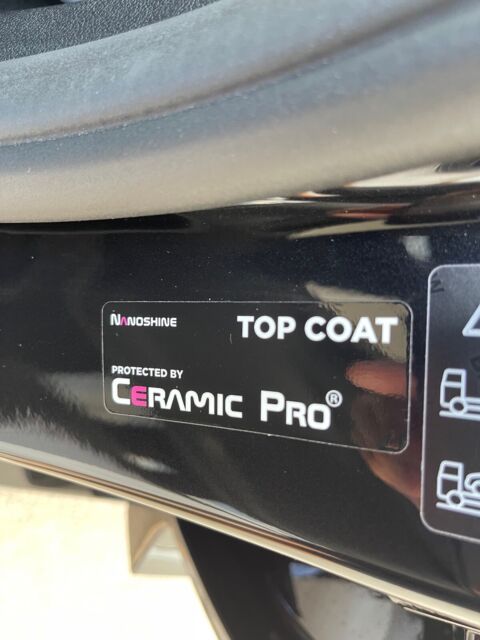 NANOSHINE TOP COAT
PROTECTED BY
CERAMIC PRO®